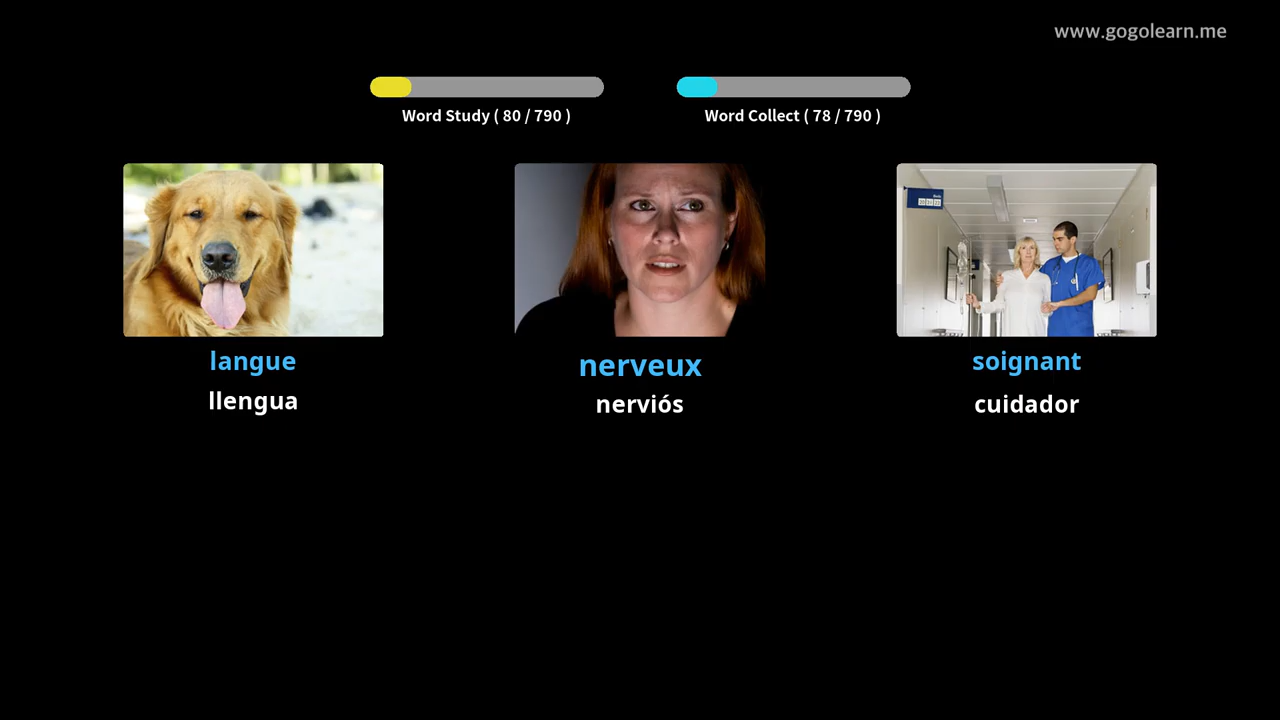 www.gogolearn.me
Word Study ( 80 / 790 )
Word Collect ( 78 / 790 )
langue
llengua
nerveux
nerviós
soignant
cuidador